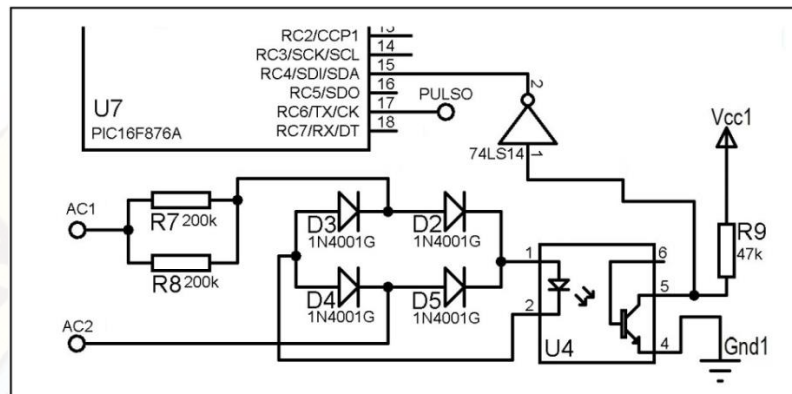 RC2/CCP1 13
RC3/SCK/SCL 14
RC4/SDI/SDA 15
RC5/SDO 16
RC6/TX/CK 17
RC7/RX/DT 18
U7
PIC16F876A
PULSO
2
74LS14
1
Vcc1
AC1
R7 200k
R8 200k
D3
1N4001G
D2
1N4001G
D4
1N4001G
D5
1N4001G
AC2
1
2
6
5
4
U4
R9
47k
Gnd1